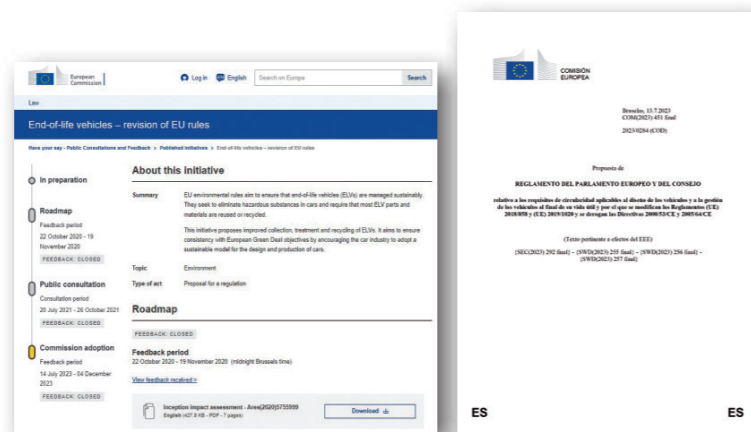 European
Commission
Log in
English
Search on Europa
Search
Law
End-of-life vehicles – revision of EU rules
Have your say - Public Consultations and Feedback > Published initiatives > End-of-life vehicles – revision of EU rules
In preparation
Roadmap
Feedback period
22 October 2020 - 19
November 2020
FEEDBACK: CLOSED
Public consultation
Consultation period
20 July 2021 - 26 October 2021
FEEDBACK: CLOSED
Commission adoption
Feedback period
14 July 2023 - 04 December
2023
FEEDBACK: CLOSED
About this initiative
Summary
EU environmental rules aim to ensure that end-of-life vehicles (ELVs) are managed sustainably.
They seek to eliminate hazardous substances in cars and require that most ELV parts and
materials are reused or recycled.
This initiative proposes improved collection, treatment and recycling of ELVs. It aims to ensure
consistency with European Green Deal objectives by encouraging the car industry to adopt a
sustainable model for the design and production of cars.
Topic
Environment
Type of act
Proposal for a regulation
Roadmap
FEEDBACK: CLOSED
Feedback period
22 October 2020 - 19 November 2020 (midnight Brussels time)
View feedback received >
Inception impact assessment - Ares(2020)5755999
English (427.8 KB - PDF - 7 pages)
Download
COMISIÓN
EUROPEA
Bruselas, 13.7.2023
COM(2023) 451 final
2023/0284 (COD)
Propuesta de
REGLAMENTO DEL PARLAMENTO EUROPEO Y DEL CONSEJO
relativo a los requisitos de circularidad aplicables al diseño de los vehículos y a la gestión
de los vehículos al final de su vida útil y por el que se modifican los Reglamentos (UE)
2018/858 y (UE) 2019/1020 y se derogan las Directivas 2000/53/CE y 2005/64/CE
(Texto pertinente a efectos del EEE)
{SEC(2023) 292 final} - {SWD(2023) 255 final} - {SWD(2023) 256 final} -
{SWD(2023) 257 final}
ES
ES